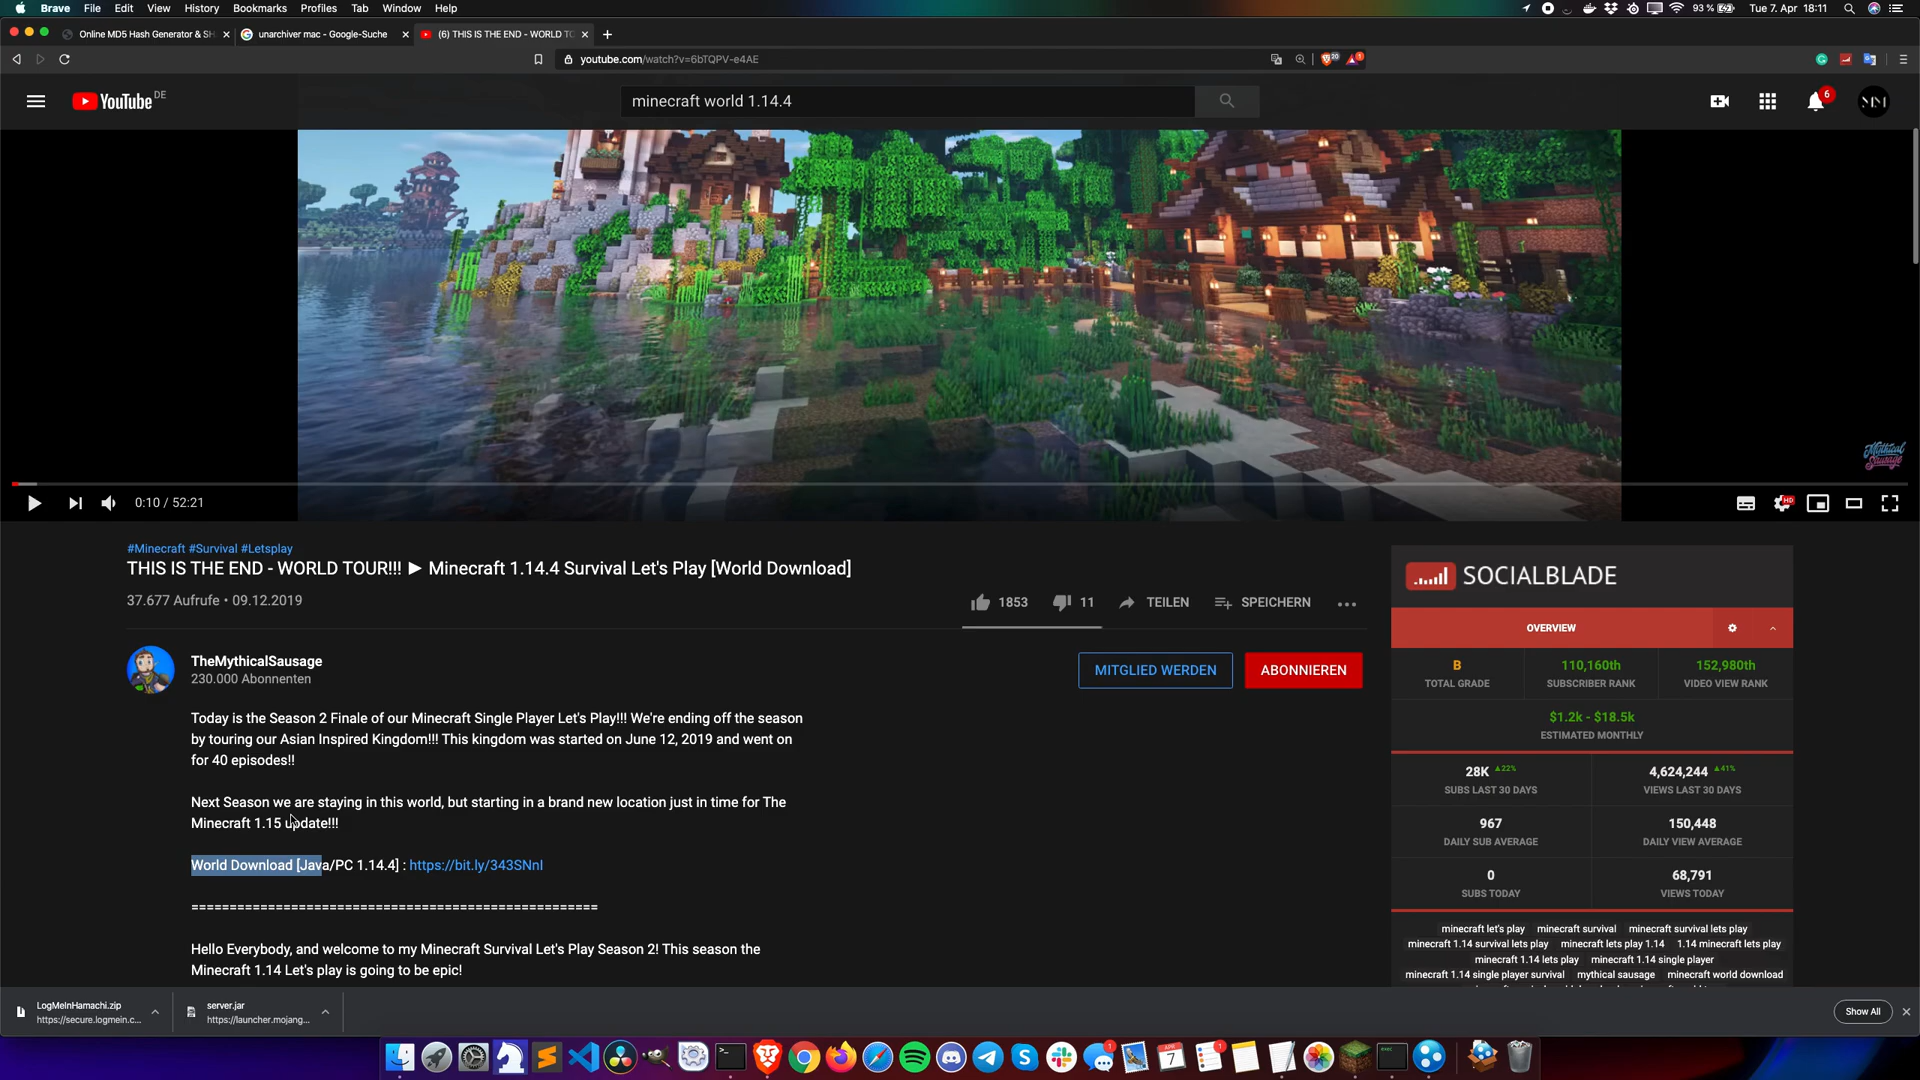 Brave File Edit View History Bookmarks Profiles Tab Window Help
93 % Tue 7. Apr 18:11
Online MD5 Hash Generator & SH
unarchiver mac - Google-Suche
(6) THIS IS THE END - WORLD TO
youtube.com/watch?v=6bTQPV-e4AE
20
1
YouTube DE
minecraft world 1.14.4
6
Mythical Sausage
0:10 / 52:21
HD
#Minecraft #Survival #Letsplay
THIS IS THE END - WORLD TOUR!!! ► Minecraft 1.14.4 Survival Let's Play [World Download]
37.677 Aufrufe • 09.12.2019
1853
11
TEILEN
SPEICHERN
TheMythicalSausage
230.000 Abonnenten
MITGLIED WERDEN
ABONNIEREN
Today is the Season 2 Finale of our Minecraft Single Player Let's Play!!! We're ending off the season
by touring our Asian Inspired Kingdom!!! This kingdom was started on June 12, 2019 and went on
for 40 episodes!!
Next Season we are staying in this world, but starting in a brand new location just in time for The
Minecraft 1.15 update!!!
World Download [Java/PC 1.14.4] : https://bit.ly/343SNnI
=====================================================
Hello Everybody, and welcome to my Minecraft Survival Let's Play Season 2! This season the
Minecraft 1.14 Let's play is going to be epic!
SOCIALBLADE
OVERVIEW
B
TOTAL GRADE
110,160th
SUBSCRIBER RANK
152,980th
VIDEO VIEW RANK
$1.2k - $18.5k
ESTIMATED MONTHLY
28K ▲22%
SUBS LAST 30 DAYS
4,624,244 ▲41%
VIEWS LAST 30 DAYS
967
DAILY SUB AVERAGE
150,448
DAILY VIEW AVERAGE
0
SUBS TODAY
68,791
VIEWS TODAY
minecraft let's play minecraft survival minecraft survival lets play
minecraft 1.14 survival lets play minecraft lets play 1.14 1.14 minecraft lets play
minecraft 1.14 lets play minecraft 1.14 single player
minecraft 1.14 single player survival mythical sausage minecraft world download
LogMeInHamachi.zip
https://secure.logmein.c...
server.jar
https://launcher.mojang...
Show All
1
APR
7
1